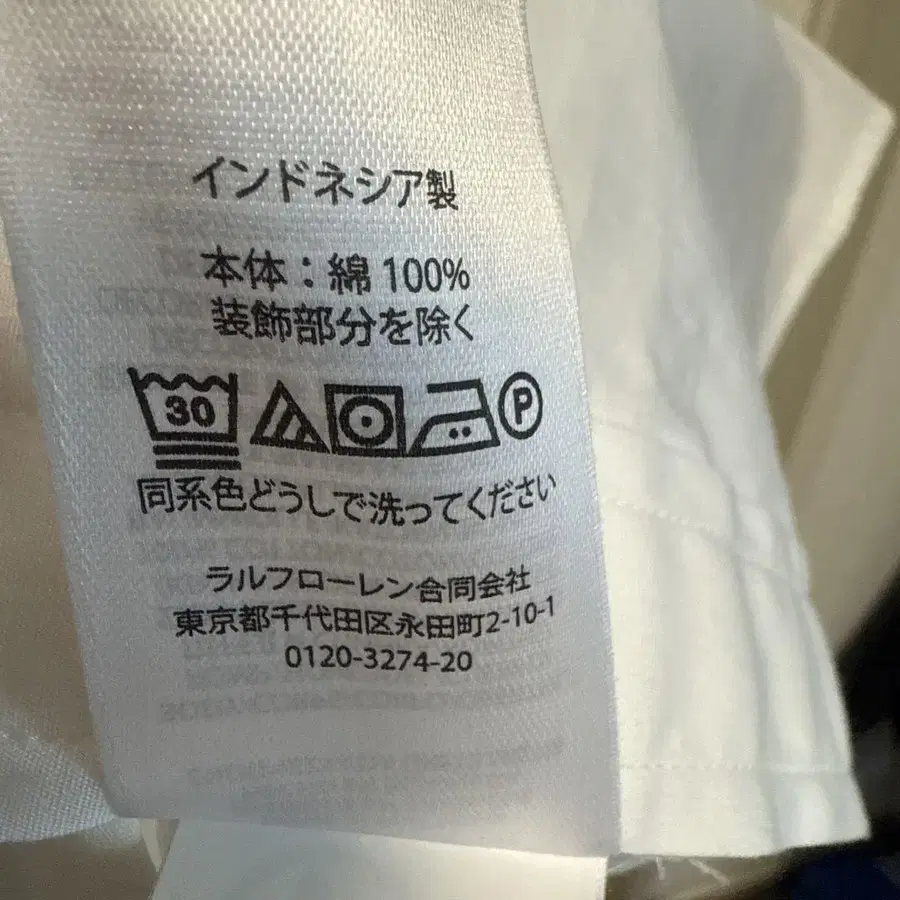 インドネシア製
本体：綿100%
装飾部分を除く
30 P
同系色どうしで洗ってください
ラルフローレン合同会社
東京都千代田区永田町2-10-1
0120-3274-20